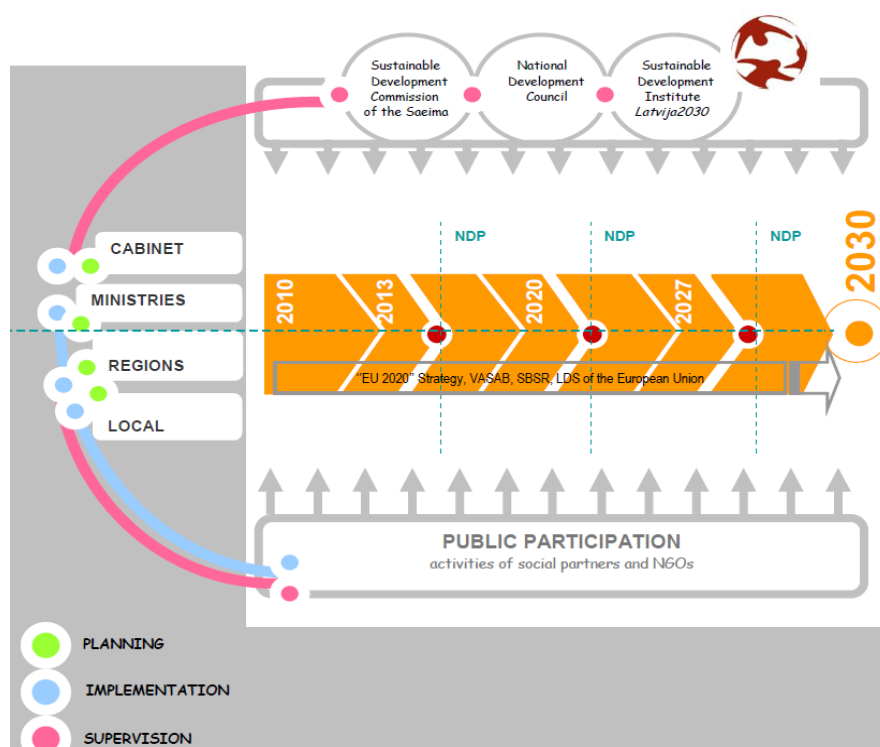 Sustainable
Development
Commission
of the Saeima
National
Development
Council
Sustainable
Development
Institute
Latvija2030
CABINET
MINISTRIES
REGIONS
LOCAL
NDP
NDP
NDP
2010
2013
2020
2027
2030
"EU 2020" Strategy, VASAB, SBSR, LDS of the European Union
PUBLIC PARTICIPATION
activities of social partners and NGOs
PLANNING
IMPLEMENTATION
SUPERVISION